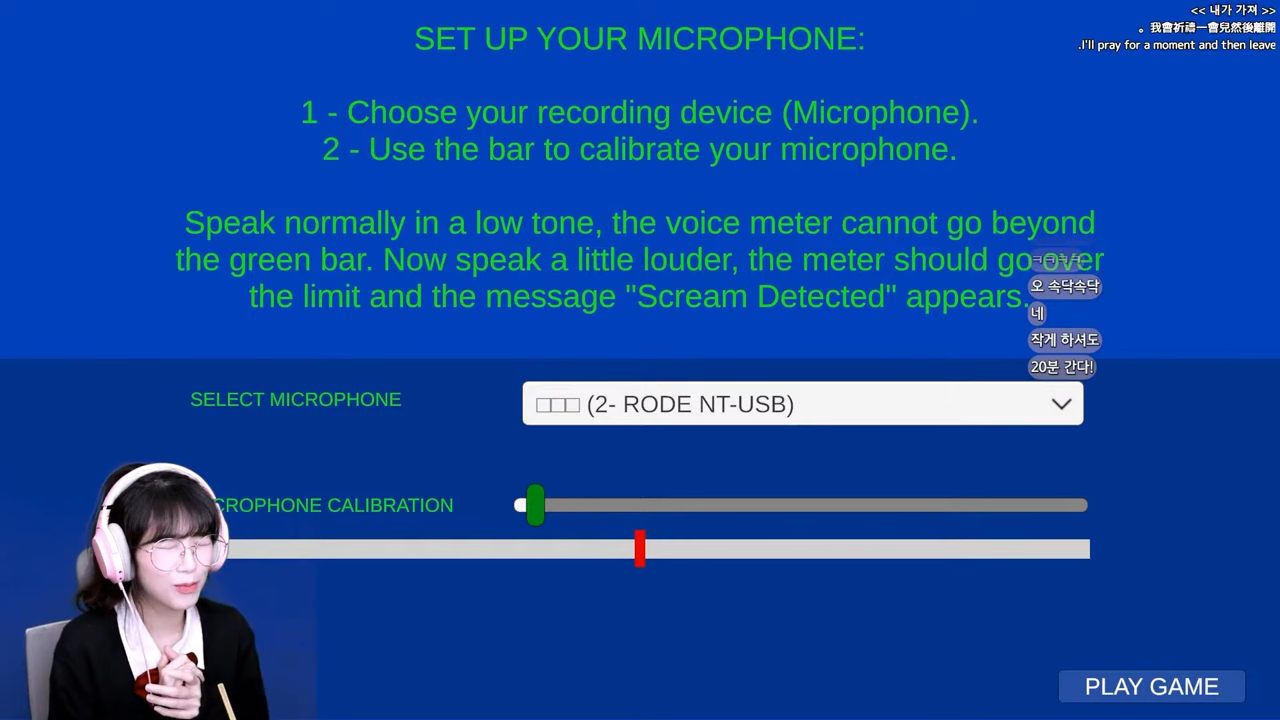 << 내가 가져 >>
。我會祈禱一會兒然後離開
.I'll pray for a moment and then leave
SET UP YOUR MICROPHONE:
1 - Choose your recording device (Microphone).
2 - Use the bar to calibrate your microphone.
Speak normally in a low tone, the voice meter cannot go beyond
the green bar. Now speak a little louder, the meter should go over
the limit and the message "Scream Detected" appears.
ㅋㅋㅋㅋ
오 속닥속닥
네
작게 하셔도
20분 간다!
SELECT MICROPHONE
□□□ (2- RODE NT-USB)
CROPHONE CALIBRATION
PLAY GAME